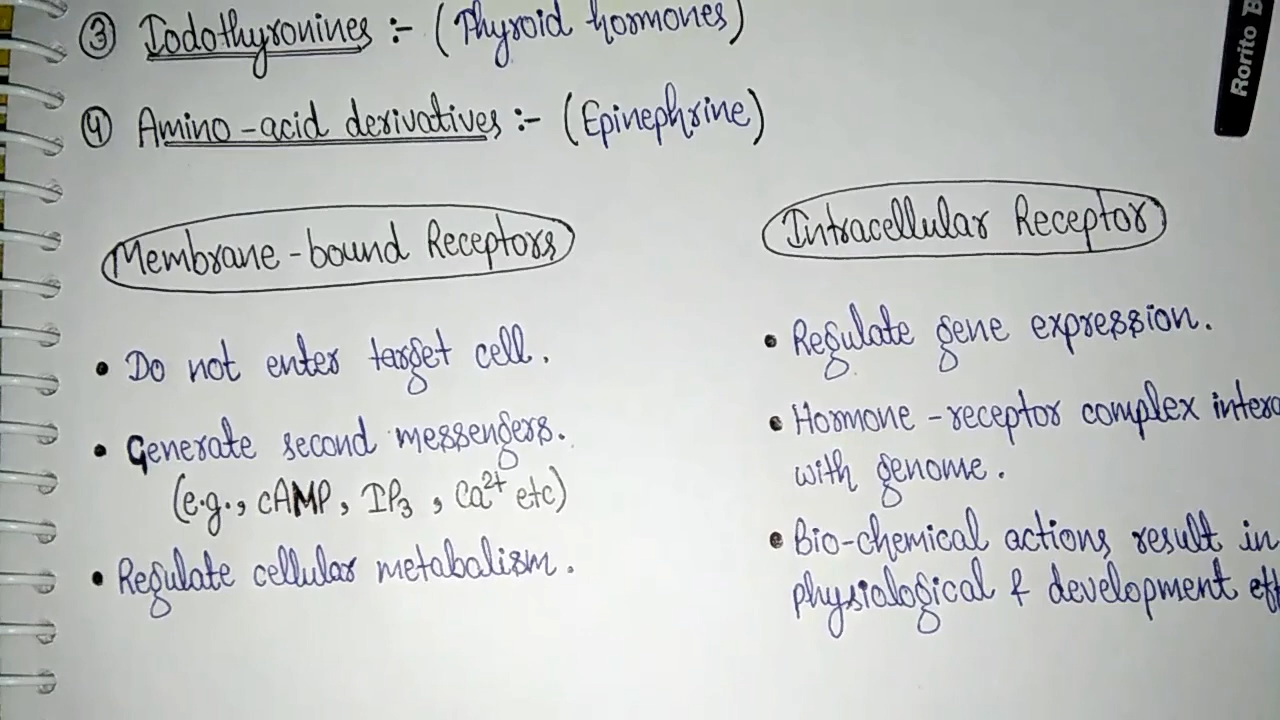 ③ Iodothyronines :- (Thyroid hormones)
④ Amino-acid derivatives :- (Epinephrine)
Membrane-bound Receptors
• Do not enter target cell.
• Generate second messengers.
(e.g., cAMP, IP₃, Ca²⁺ etc)
• Regulate cellular metabalism.
Intracellular Receptor
• Regulate gene expression.
• Hormone-receptor complex
with genome.
• Bio-chemical actions result in
physiological & development
Rorito